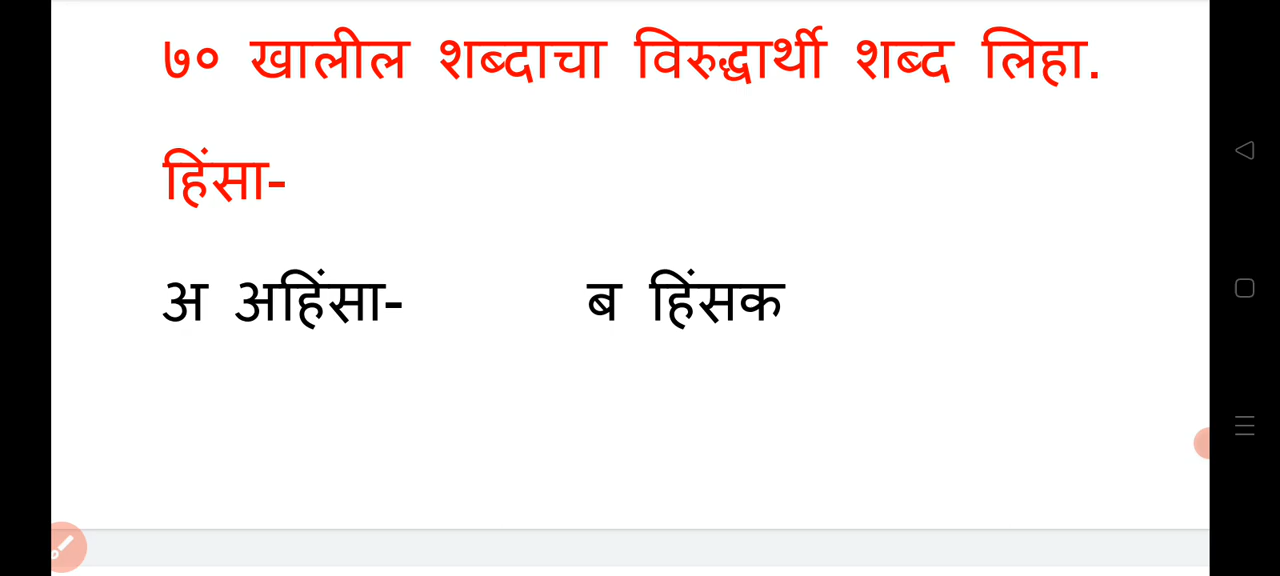 ७० खालील शब्दाचा विरुद्धार्थी शब्द लिहा.
हिंसा-
अ अहिंसा- ब हिंसक